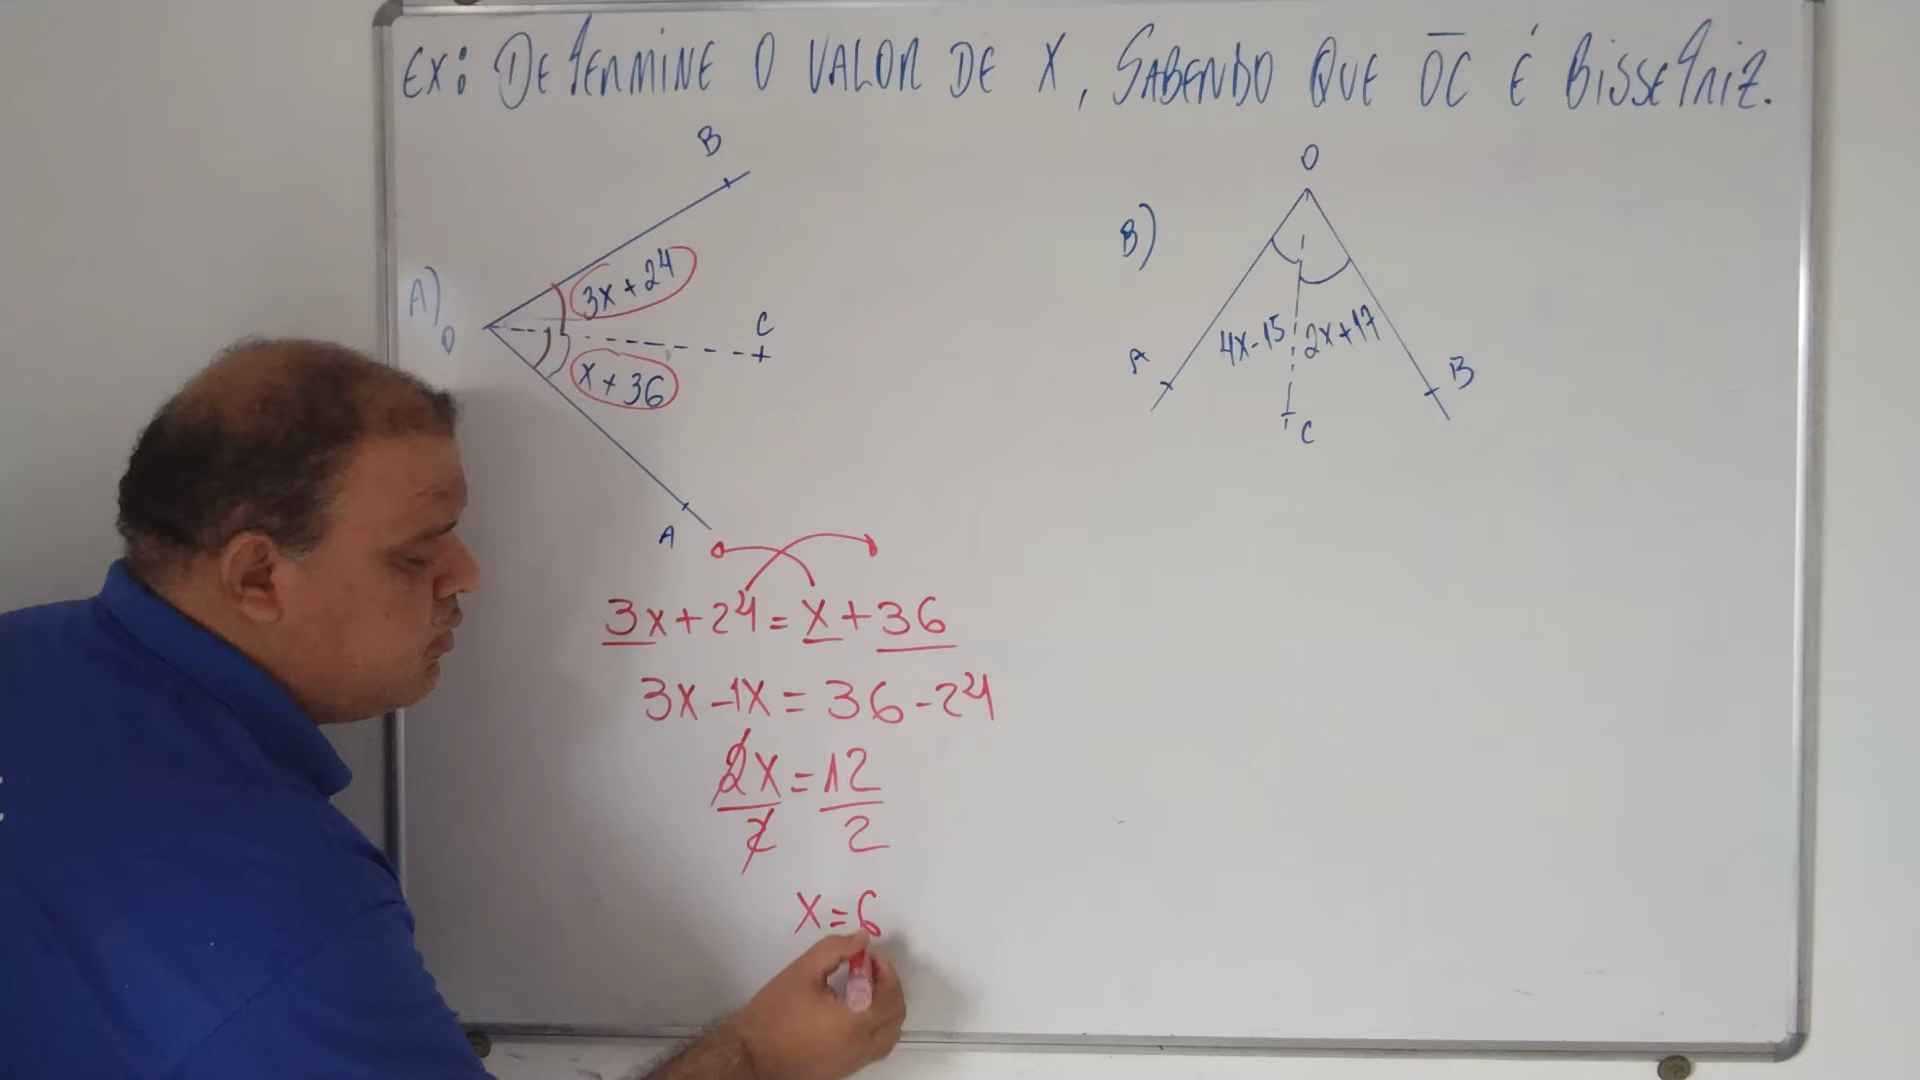 EX: DETERMINE O VALOR DE X, SABENDO QUE O̅C̅ É BISSETRIZ.
A)
B
3x+24
C
O
x+36
A
3x+24=x+36
3x-1x=36-24
2x=12
2 2
x=6
B)
O
4x-15 2x+17
A
B
C